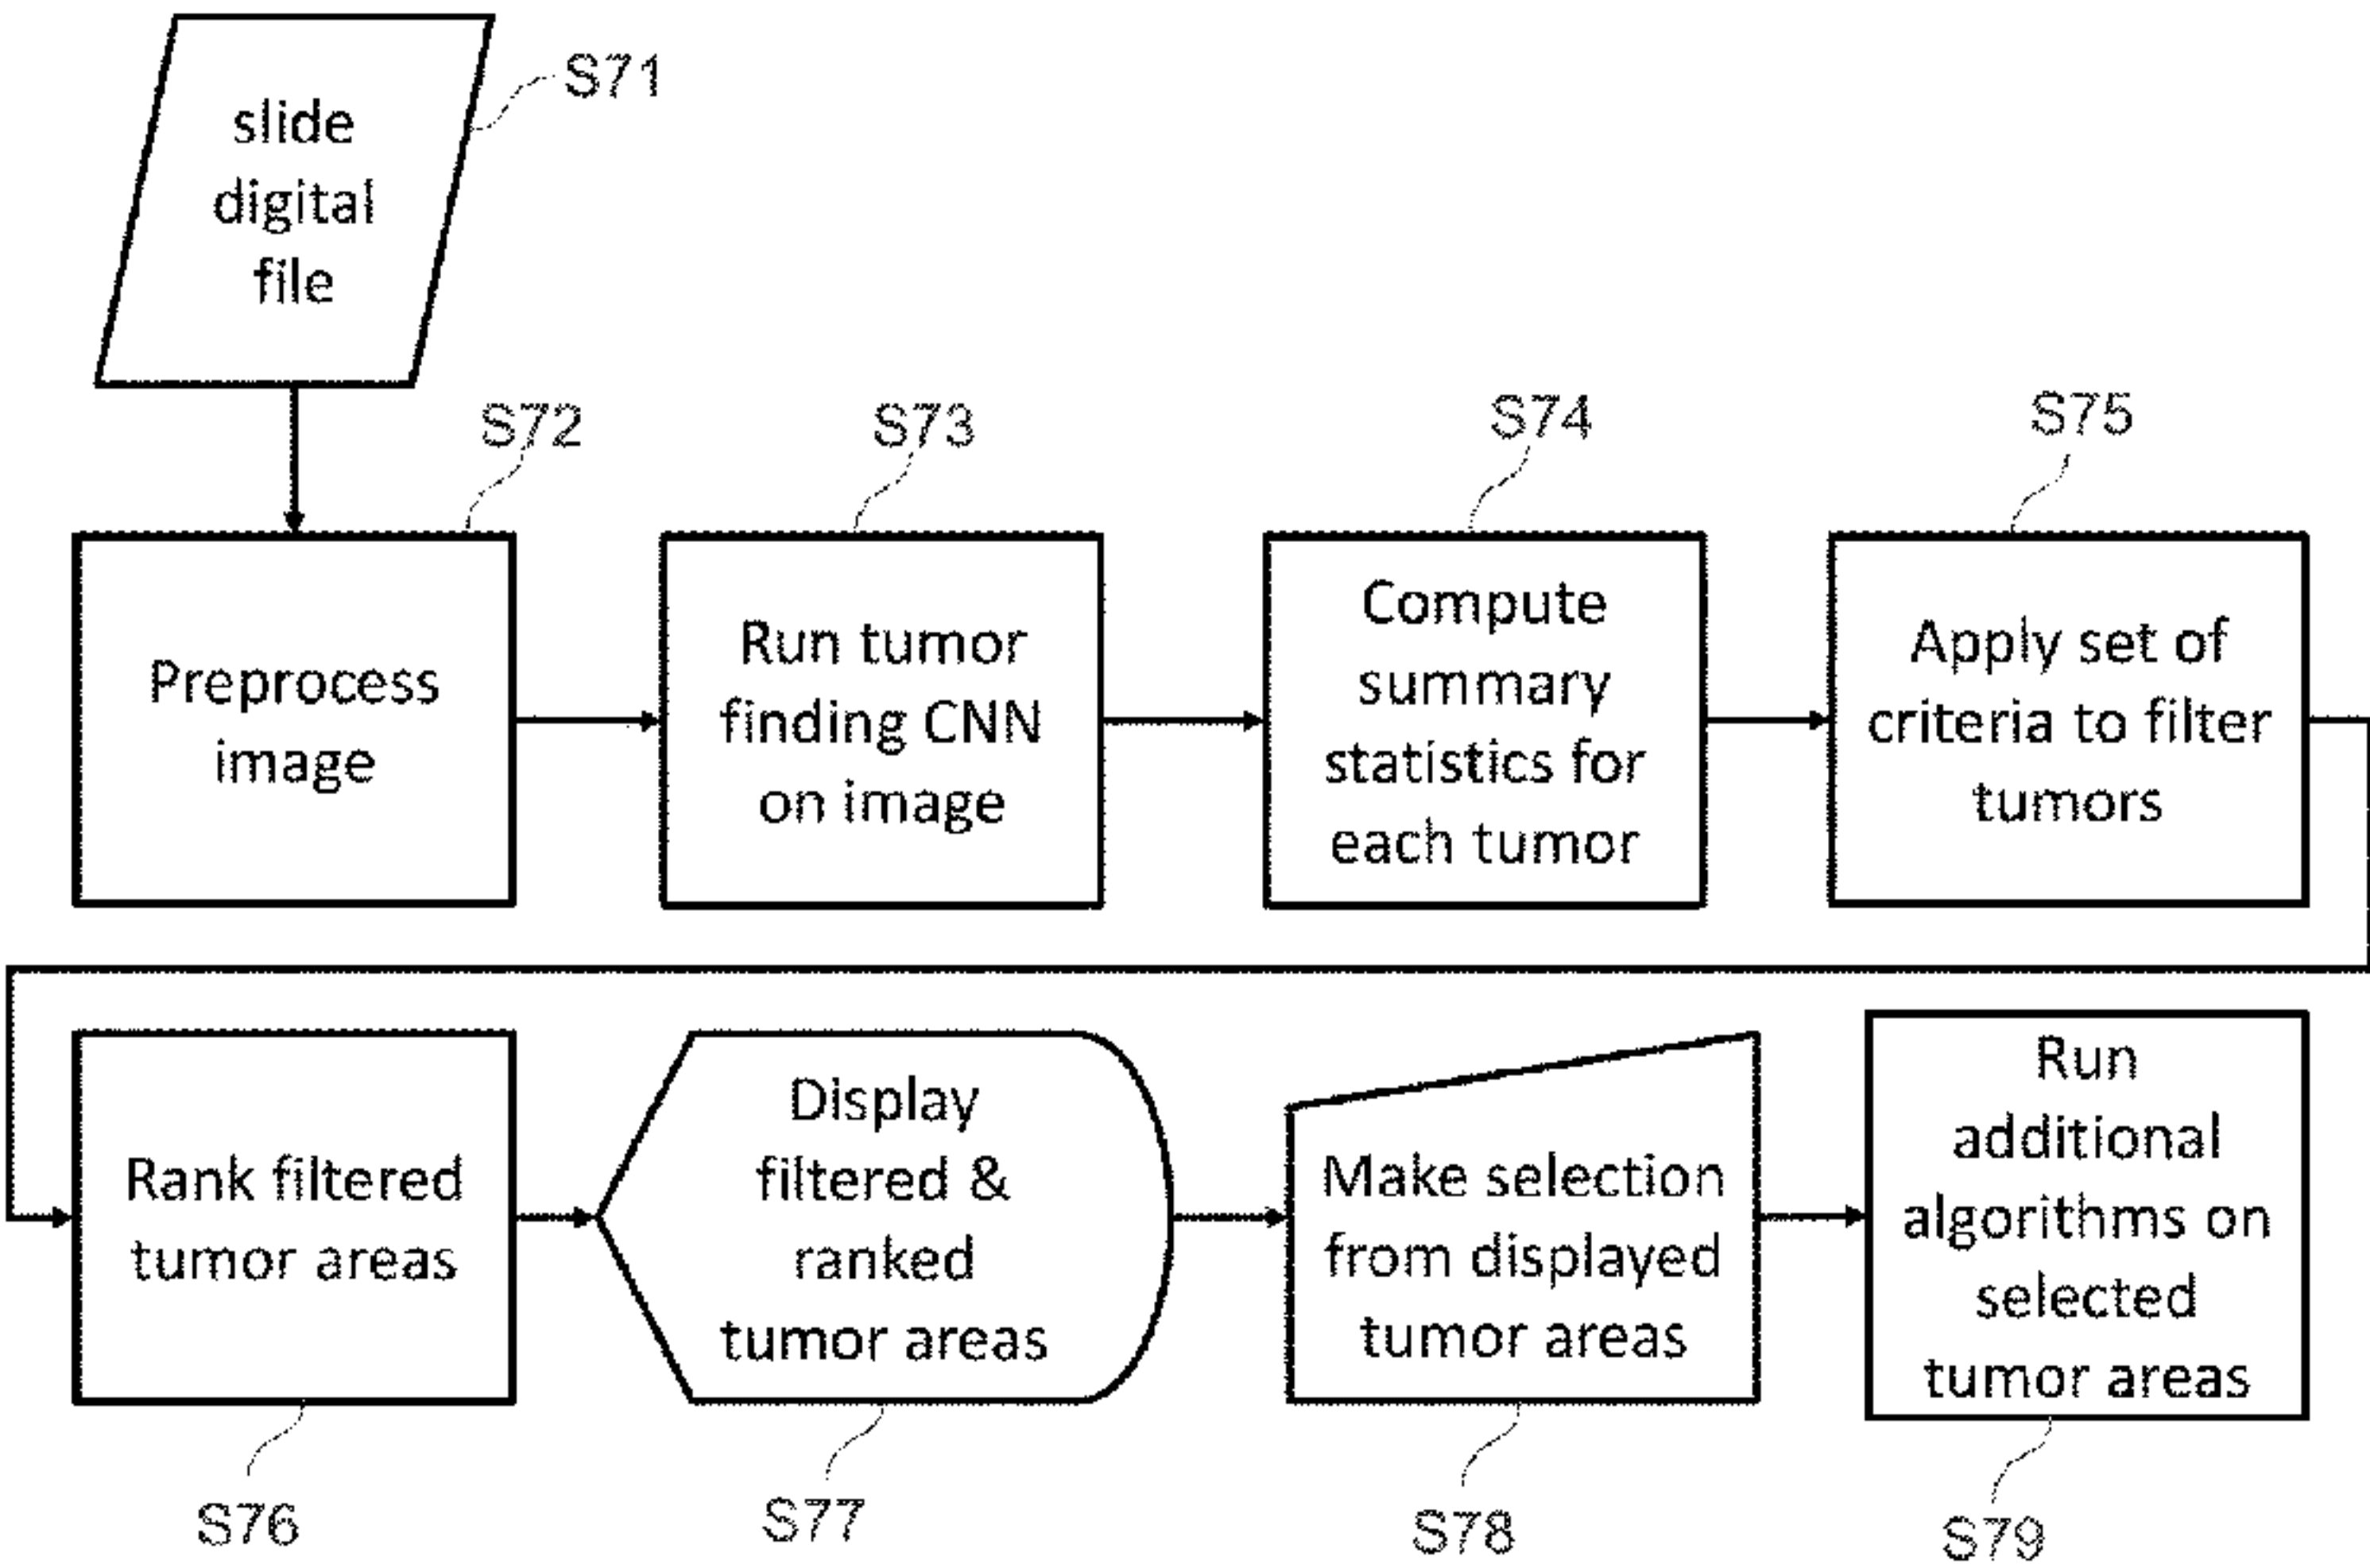 slide
digital
file
S71
S72
S73
S74
S75
Preprocess
image
Run tumor
finding CNN
on image
Compute
summary
statistics for
each tumor
Apply set of
criteria to filter
tumors
Rank filtered
tumor areas
Display
filtered &
ranked
tumor areas
Make selection
from displayed
tumor areas
Run
additional
algorithms on
selected
tumor areas
S76
S77
S78
S79